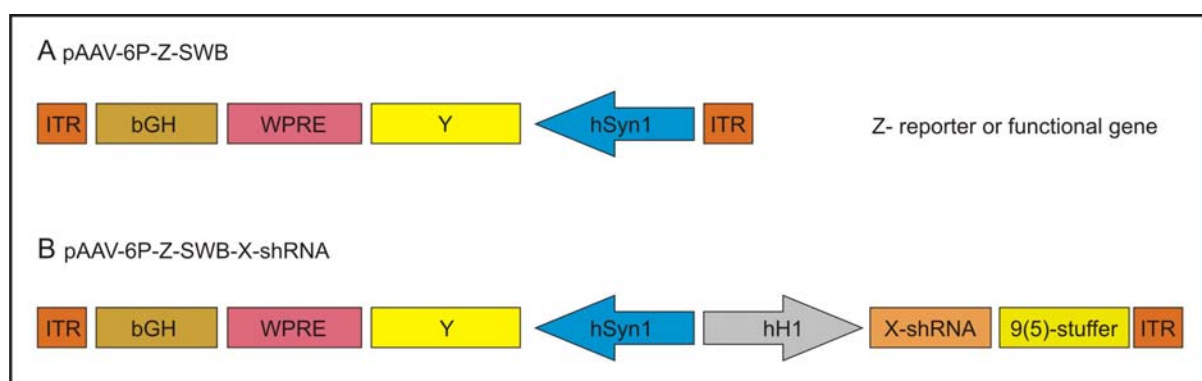 A pAAV-6P-Z-SWB
ITR bGH WPRE Y hSyn1 ITR Z- reporter or functional gene
B pAAV-6P-Z-SWB-X-shRNA
ITR bGH WPRE Y hSyn1 hH1 X-shRNA 9(5)-stuffer ITR